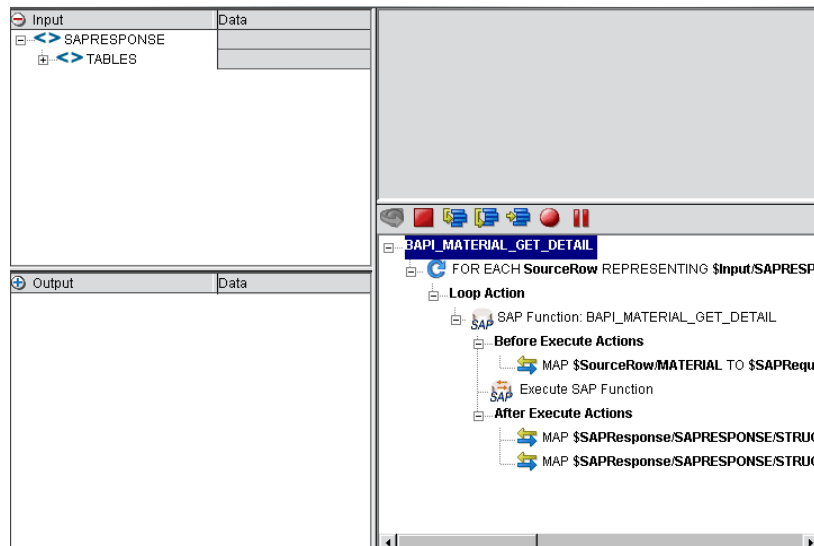 Input Data
SAPRESPONSE
TABLES
Output Data
BAPI_MATERIAL_GET_DETAIL
FOR EACH SourceRow REPRESENTING $Input/SAPRESP
Loop Action
SAP SAP Function: BAPI_MATERIAL_GET_DETAIL
Before Execute Actions
MAP $SourceRow/MATERIAL TO $SAPRequ
SAP Execute SAP Function
After Execute Actions
MAP $SAPResponse/SAPRESPONSE/STRUC
MAP $SAPResponse/SAPRESPONSE/STRUC